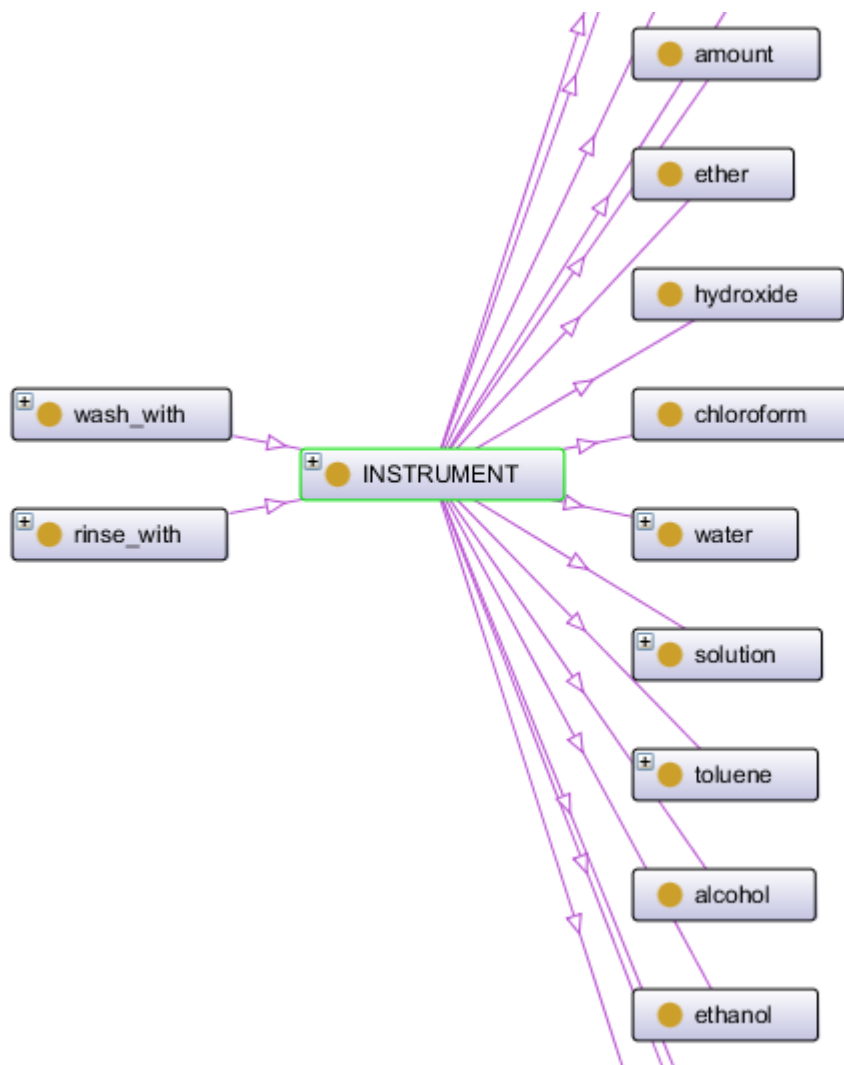 amount
ether
hydroxide
wash_with
chloroform
INSTRUMENT
rinse_with
water
solution
toluene
alcohol
ethanol